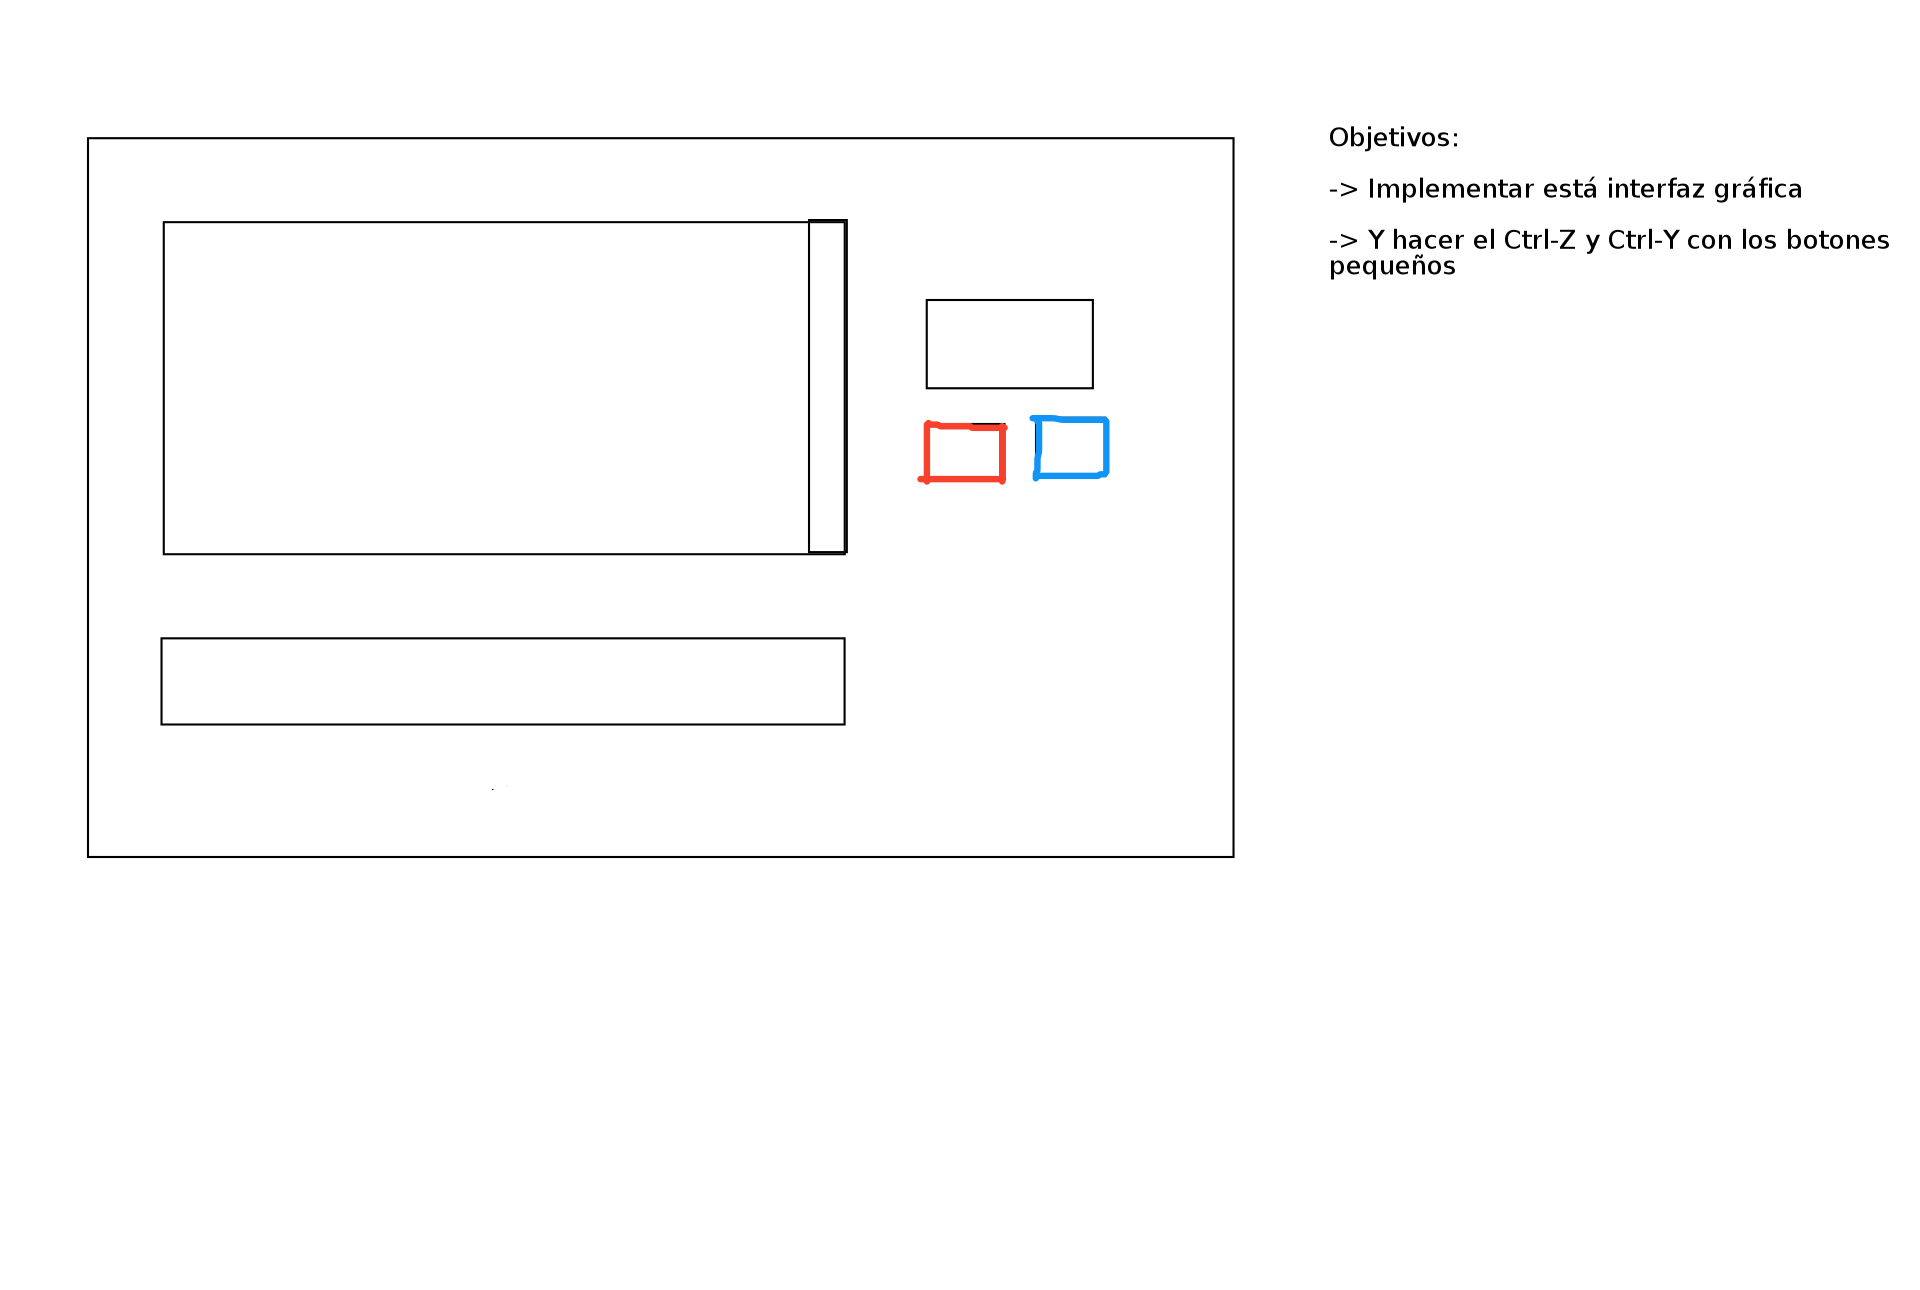 Objetivos:
-> Implementar está interfaz gráfica
-> Y hacer el Ctrl-Z y Ctrl-Y con los botones
pequeños